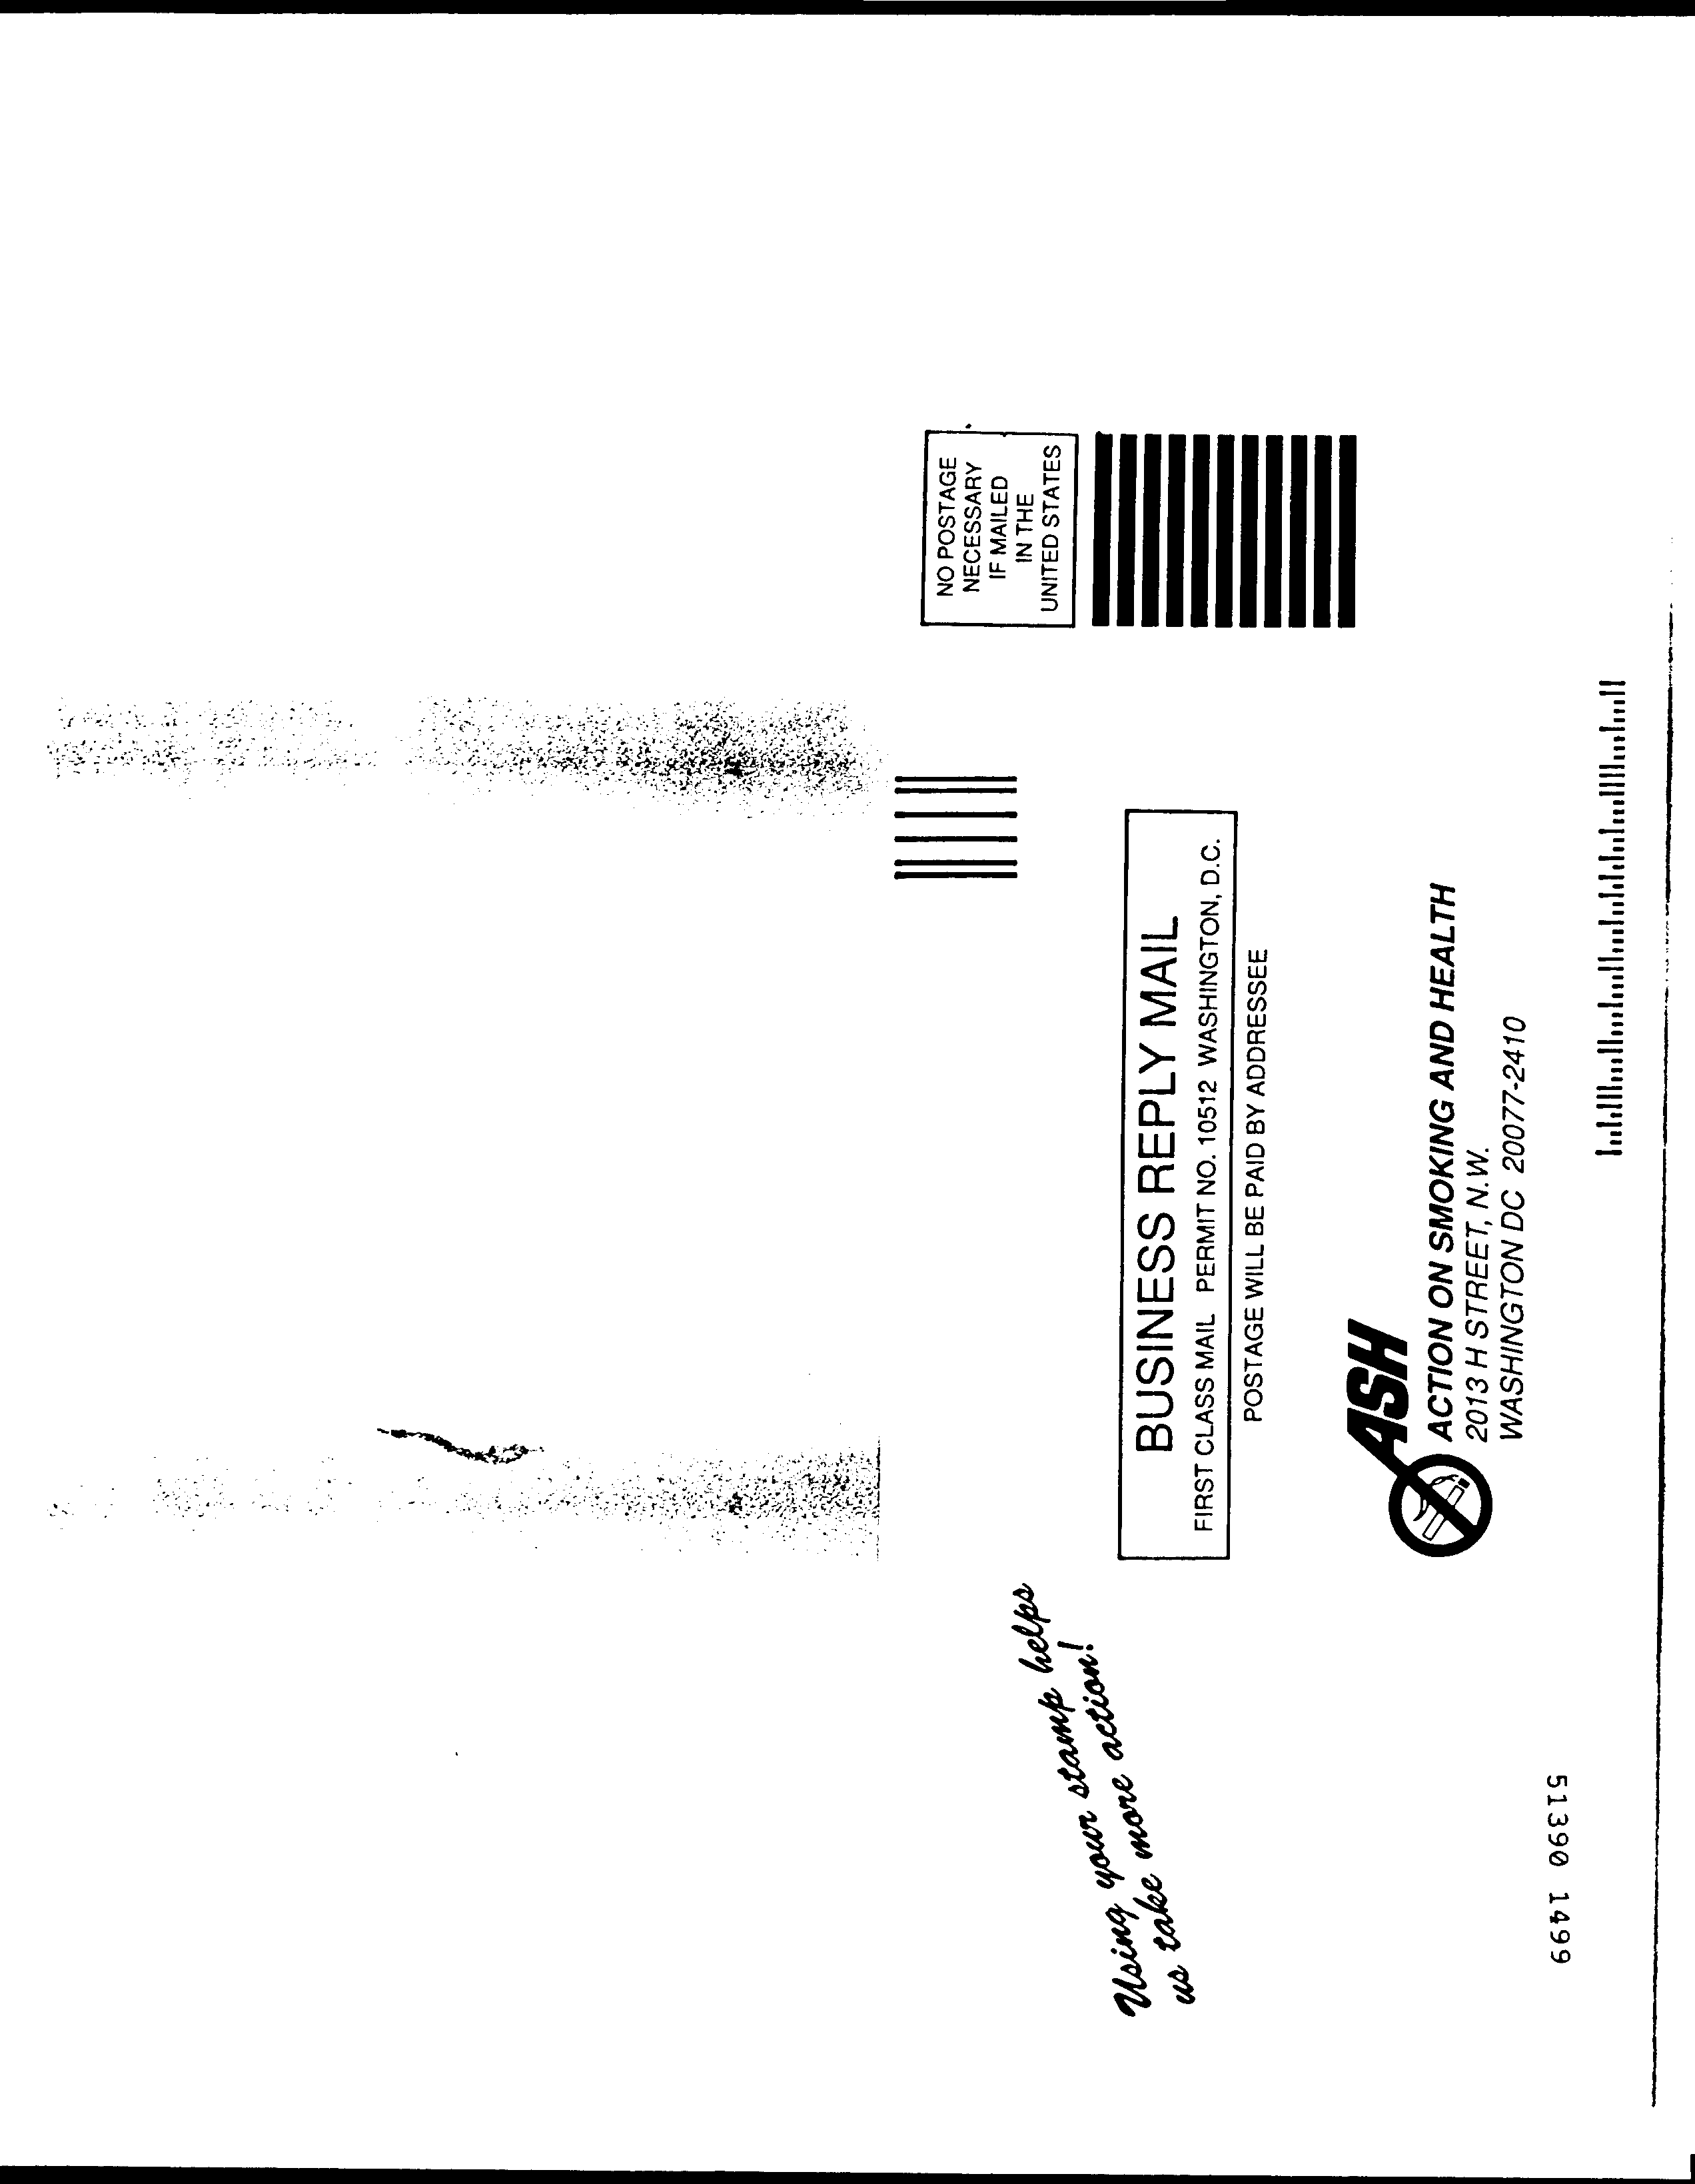 NO POSTAGE
NECESSARY
IF MAILED
IN THE
UNITED STATES
Using your stamp helps
us take more action!
BUSINESS REPLY MAIL
FIRST CLASS MAIL PERMIT NO. 10512 WASHINGTON, D.C.
POSTAGE WILL BE PAID BY ADDRESSEE
ASH
ACTION ON SMOKING AND HEALTH
2013 H STREET, N.W.
WASHINGTON DC 20077-2410
51390 1499